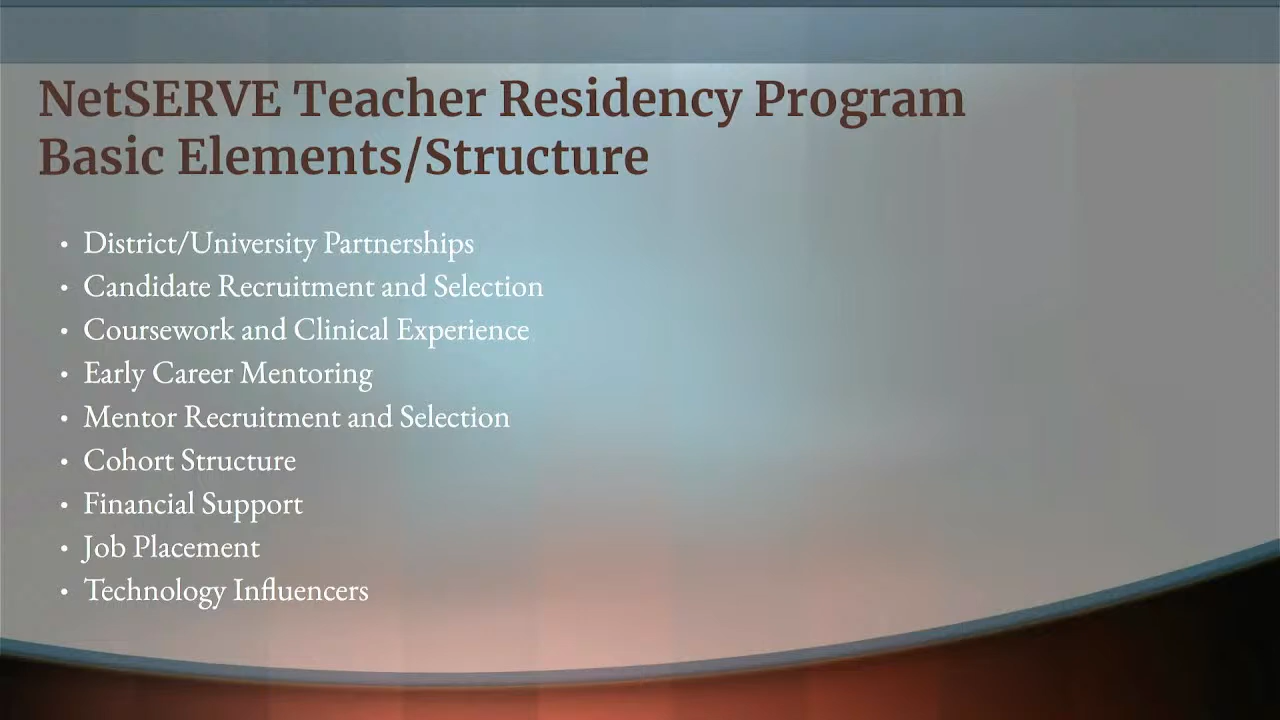 NetSERVE Teacher Residency Program
Basic Elements/Structure
• District/University Partnerships
• Candidate Recruitment and Selection
• Coursework and Clinical Experience
• Early Career Mentoring
• Mentor Recruitment and Selection
• Cohort Structure
• Financial Support
• Job Placement
• Technology Influencers